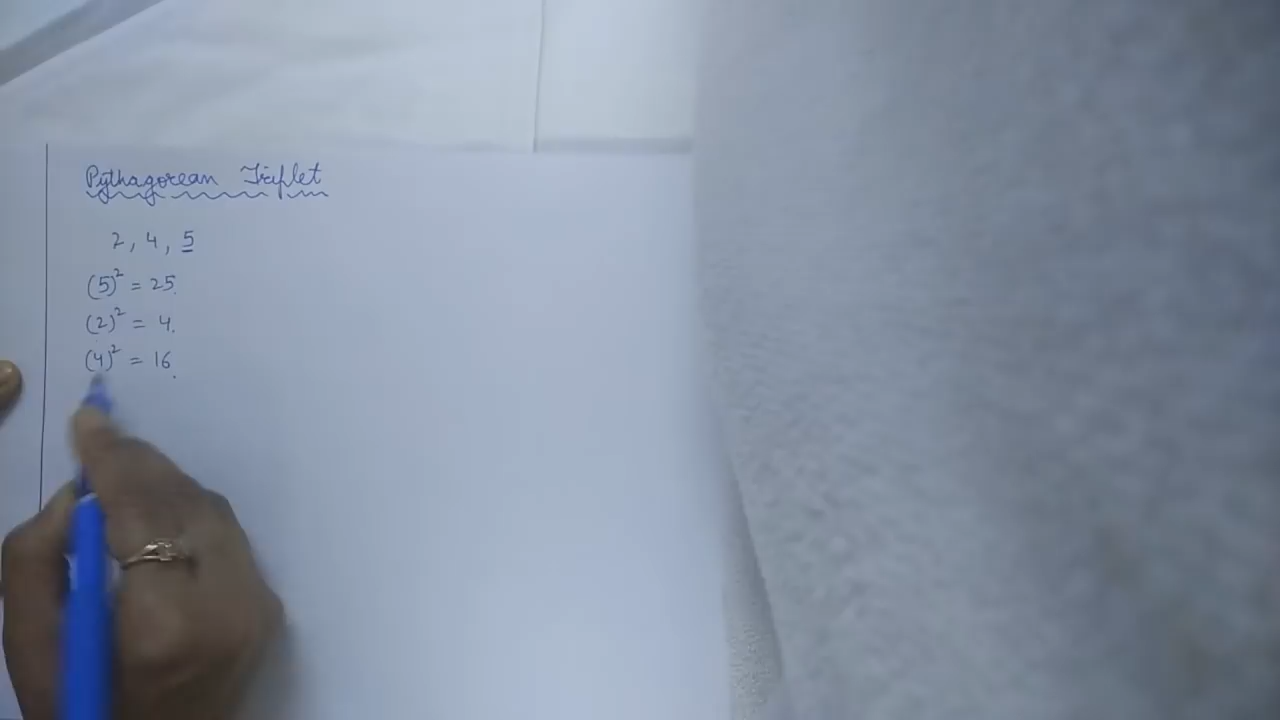 Pythagorean Triplet
2, 4, 5
(5)² = 25.
(2)² = 4.
(4)² = 16.